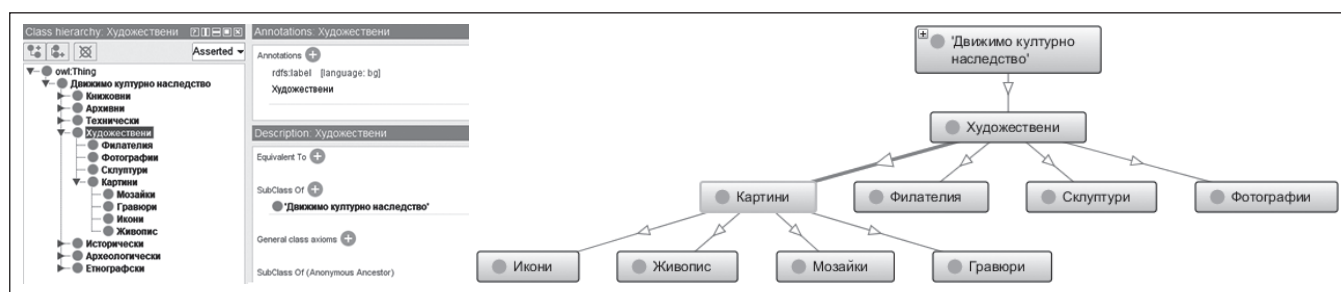 Class hierarchy: Художествени
Asserted
owl:Thing
Движимо културно наследство
Книжовни
Архивни
Технически
Художествени
Филателия
Фотографии
Склуптури
Картини
Мозайки
Гравюри
Икони
Живопис
Исторически
Археологически
Етнографски
Annotations: Художествени
Annotations
rdfs:label [language: bg]
Художествени
Description: Художествени
Equivalent To
SubClass Of
'Движимо културно наследство'
General class axioms
SubClass Of (Anonymous Ancestor)
'Движимо културно
наследство'
Художествени
Картини
Филателия
Склуптури
Фотографии
Икони
Живопис
Мозайки
Гравюри